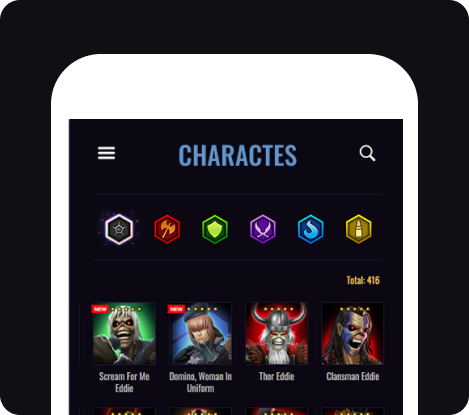 CHARACTES
Total: 416
NEW
NEW
Scream For Me
Eddie
Domino, Woman In
Uniform
Thor Eddie
Clansman Eddie